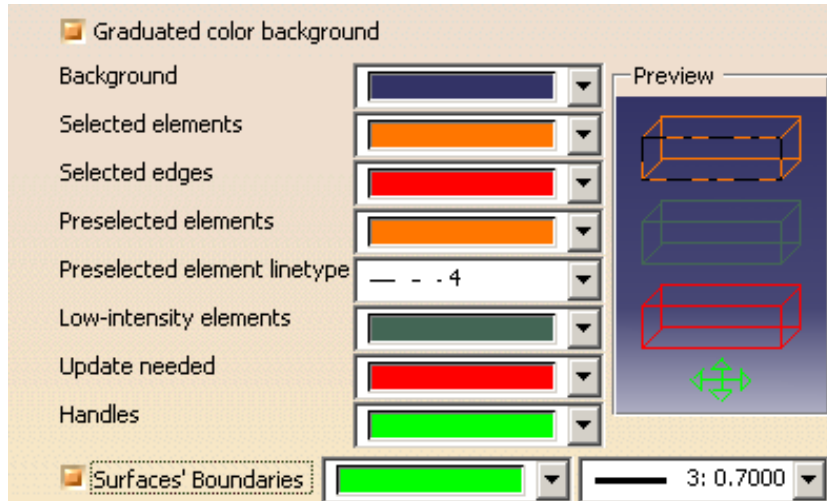 Graduated color background
Background
Preview
Selected elements
Selected edges
Preselected elements
Preselected element linetype
4
Low-intensity elements
Update needed
Handles
Surfaces' Boundaries
3: 0.7000